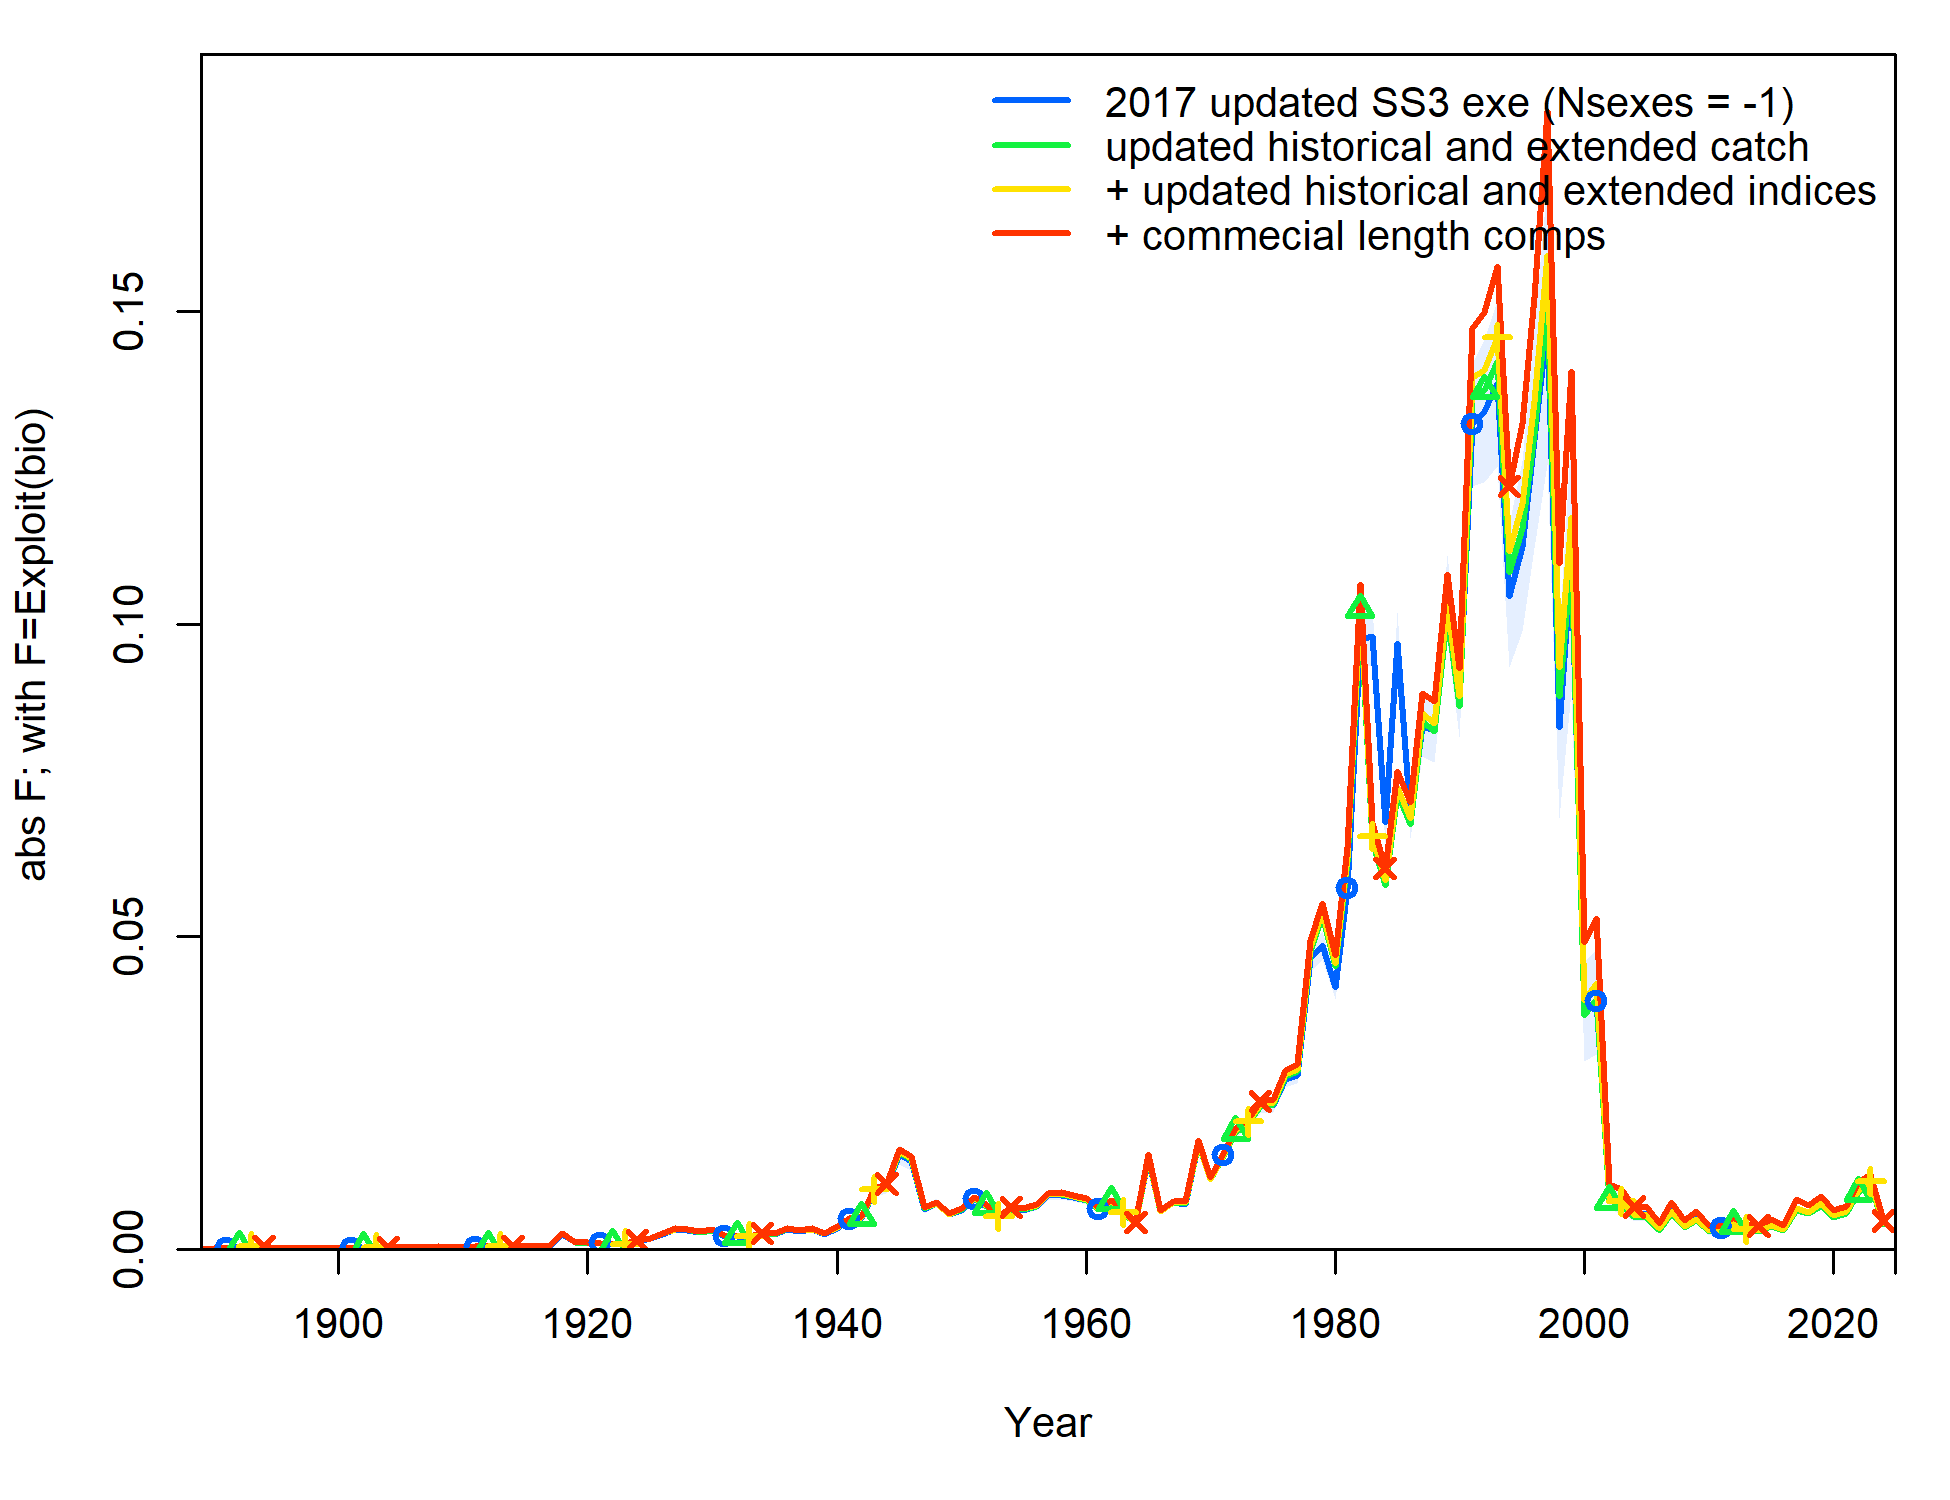 2017 updated SS3 exe (Nsexes = -1)
updated historical and extended catch
+ updated historical and extended indices
+ commecial length comps
abs F; with F=Exploit(bio)
0.15
0.10
0.05
0.00
1900 1920 1940 1960 1980 2000 2020
Year